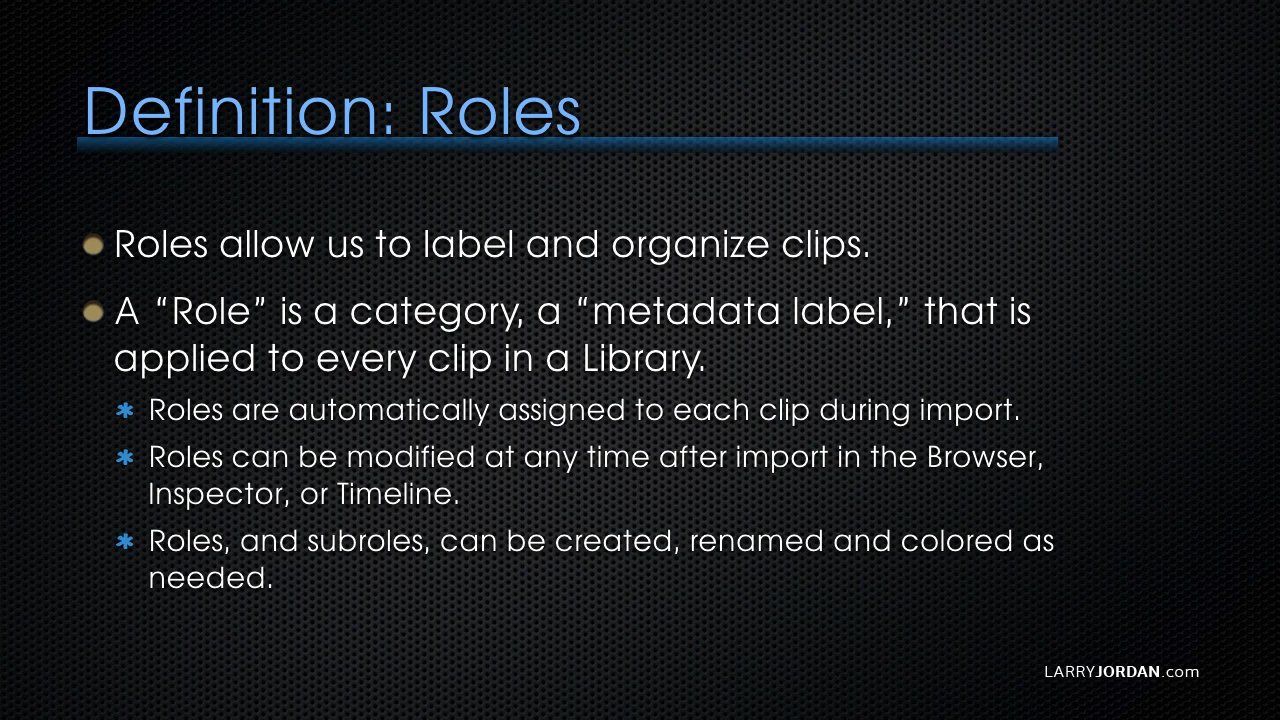 Definition: Roles
Roles allow us to label and organize clips.
A “Role” is a category, a “metadata label,” that is
applied to every clip in a Library.
Roles are automatically assigned to each clip during import.
Roles can be modified at any time after import in the Browser,
Inspector, or Timeline.
Roles, and subroles, can be created, renamed and colored as
needed.
LARRYJORDAN.com